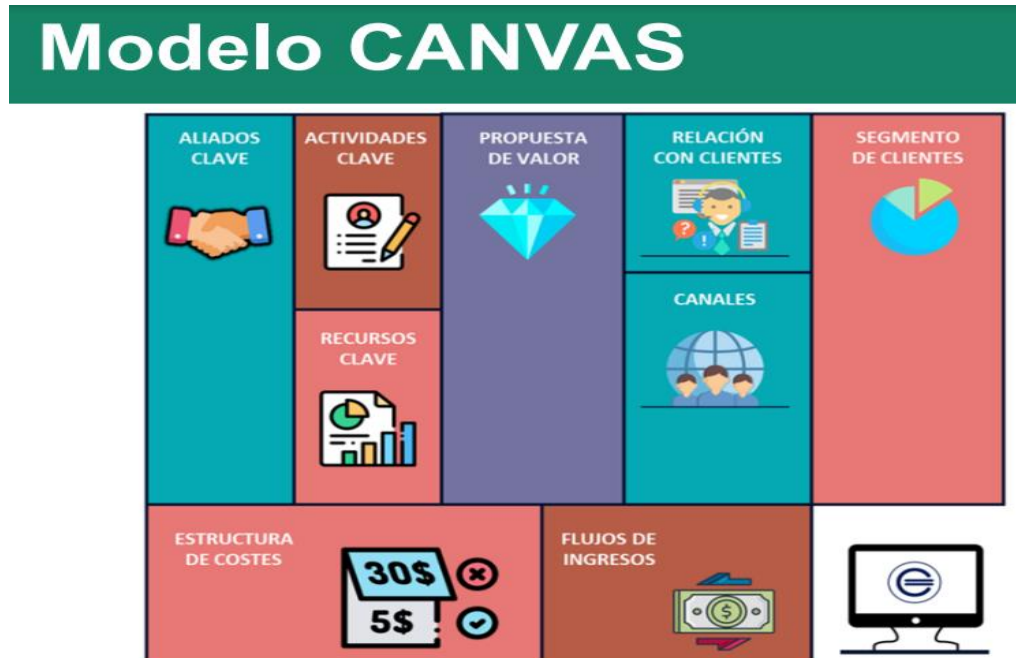 Modelo CANVAS
ALIADOS
CLAVE
ACTIVIDADES
CLAVE
RECURSOS
CLAVE
PROPUESTA
DE VALOR
RELACIÓN
CON CLIENTES
CANALES
SEGMENTO
DE CLIENTES
ESTRUCTURA
DE COSTES
30$
5$
FLUJOS DE
INGRESOS